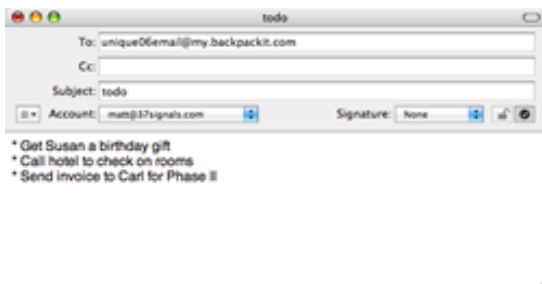 todo
To: unique06email@my.backpackit.com
Cc:
Subject: todo
Account: matt@37signals.com Signature: None
* Get Susan a birthday gift
* Call hotel to check on rooms
* Send invoice to Carl for Phase II